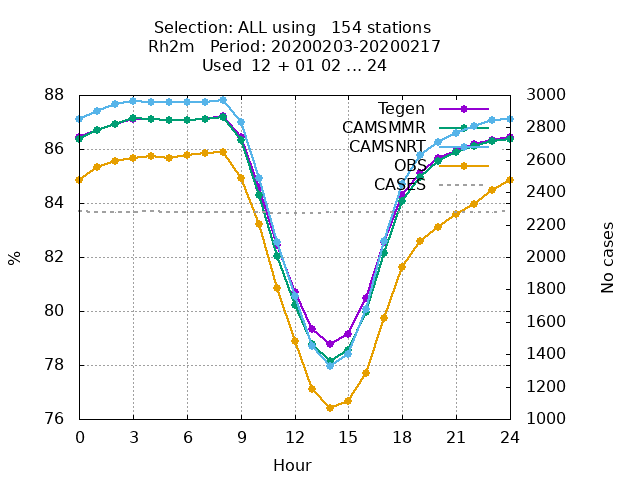 Selection: ALL using   154 stations
Rh2m   Period: 20200203-20200217
Used  12 + 01 02 ... 24
88
86
84
82
80
78
76
3000
2800
2600
2400
2200
2000
1800
1600
1400
1200
1000
Tegen
CAMSMMR
CAMSNRT
OBS
CASES
%
No cases
0 3 6 9 12 15 18 21 24
Hour